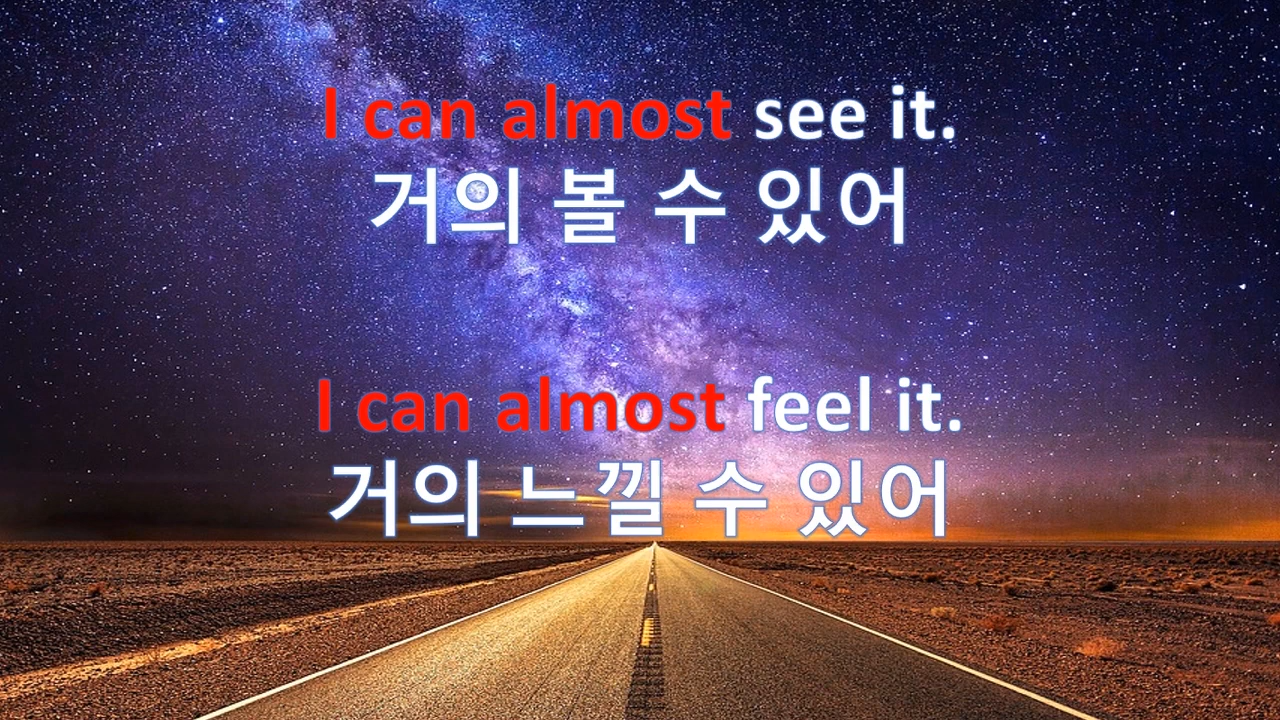 I can almost see it.
거의 볼 수 있어
I can almost feel it.
거의 느낄 수 있어